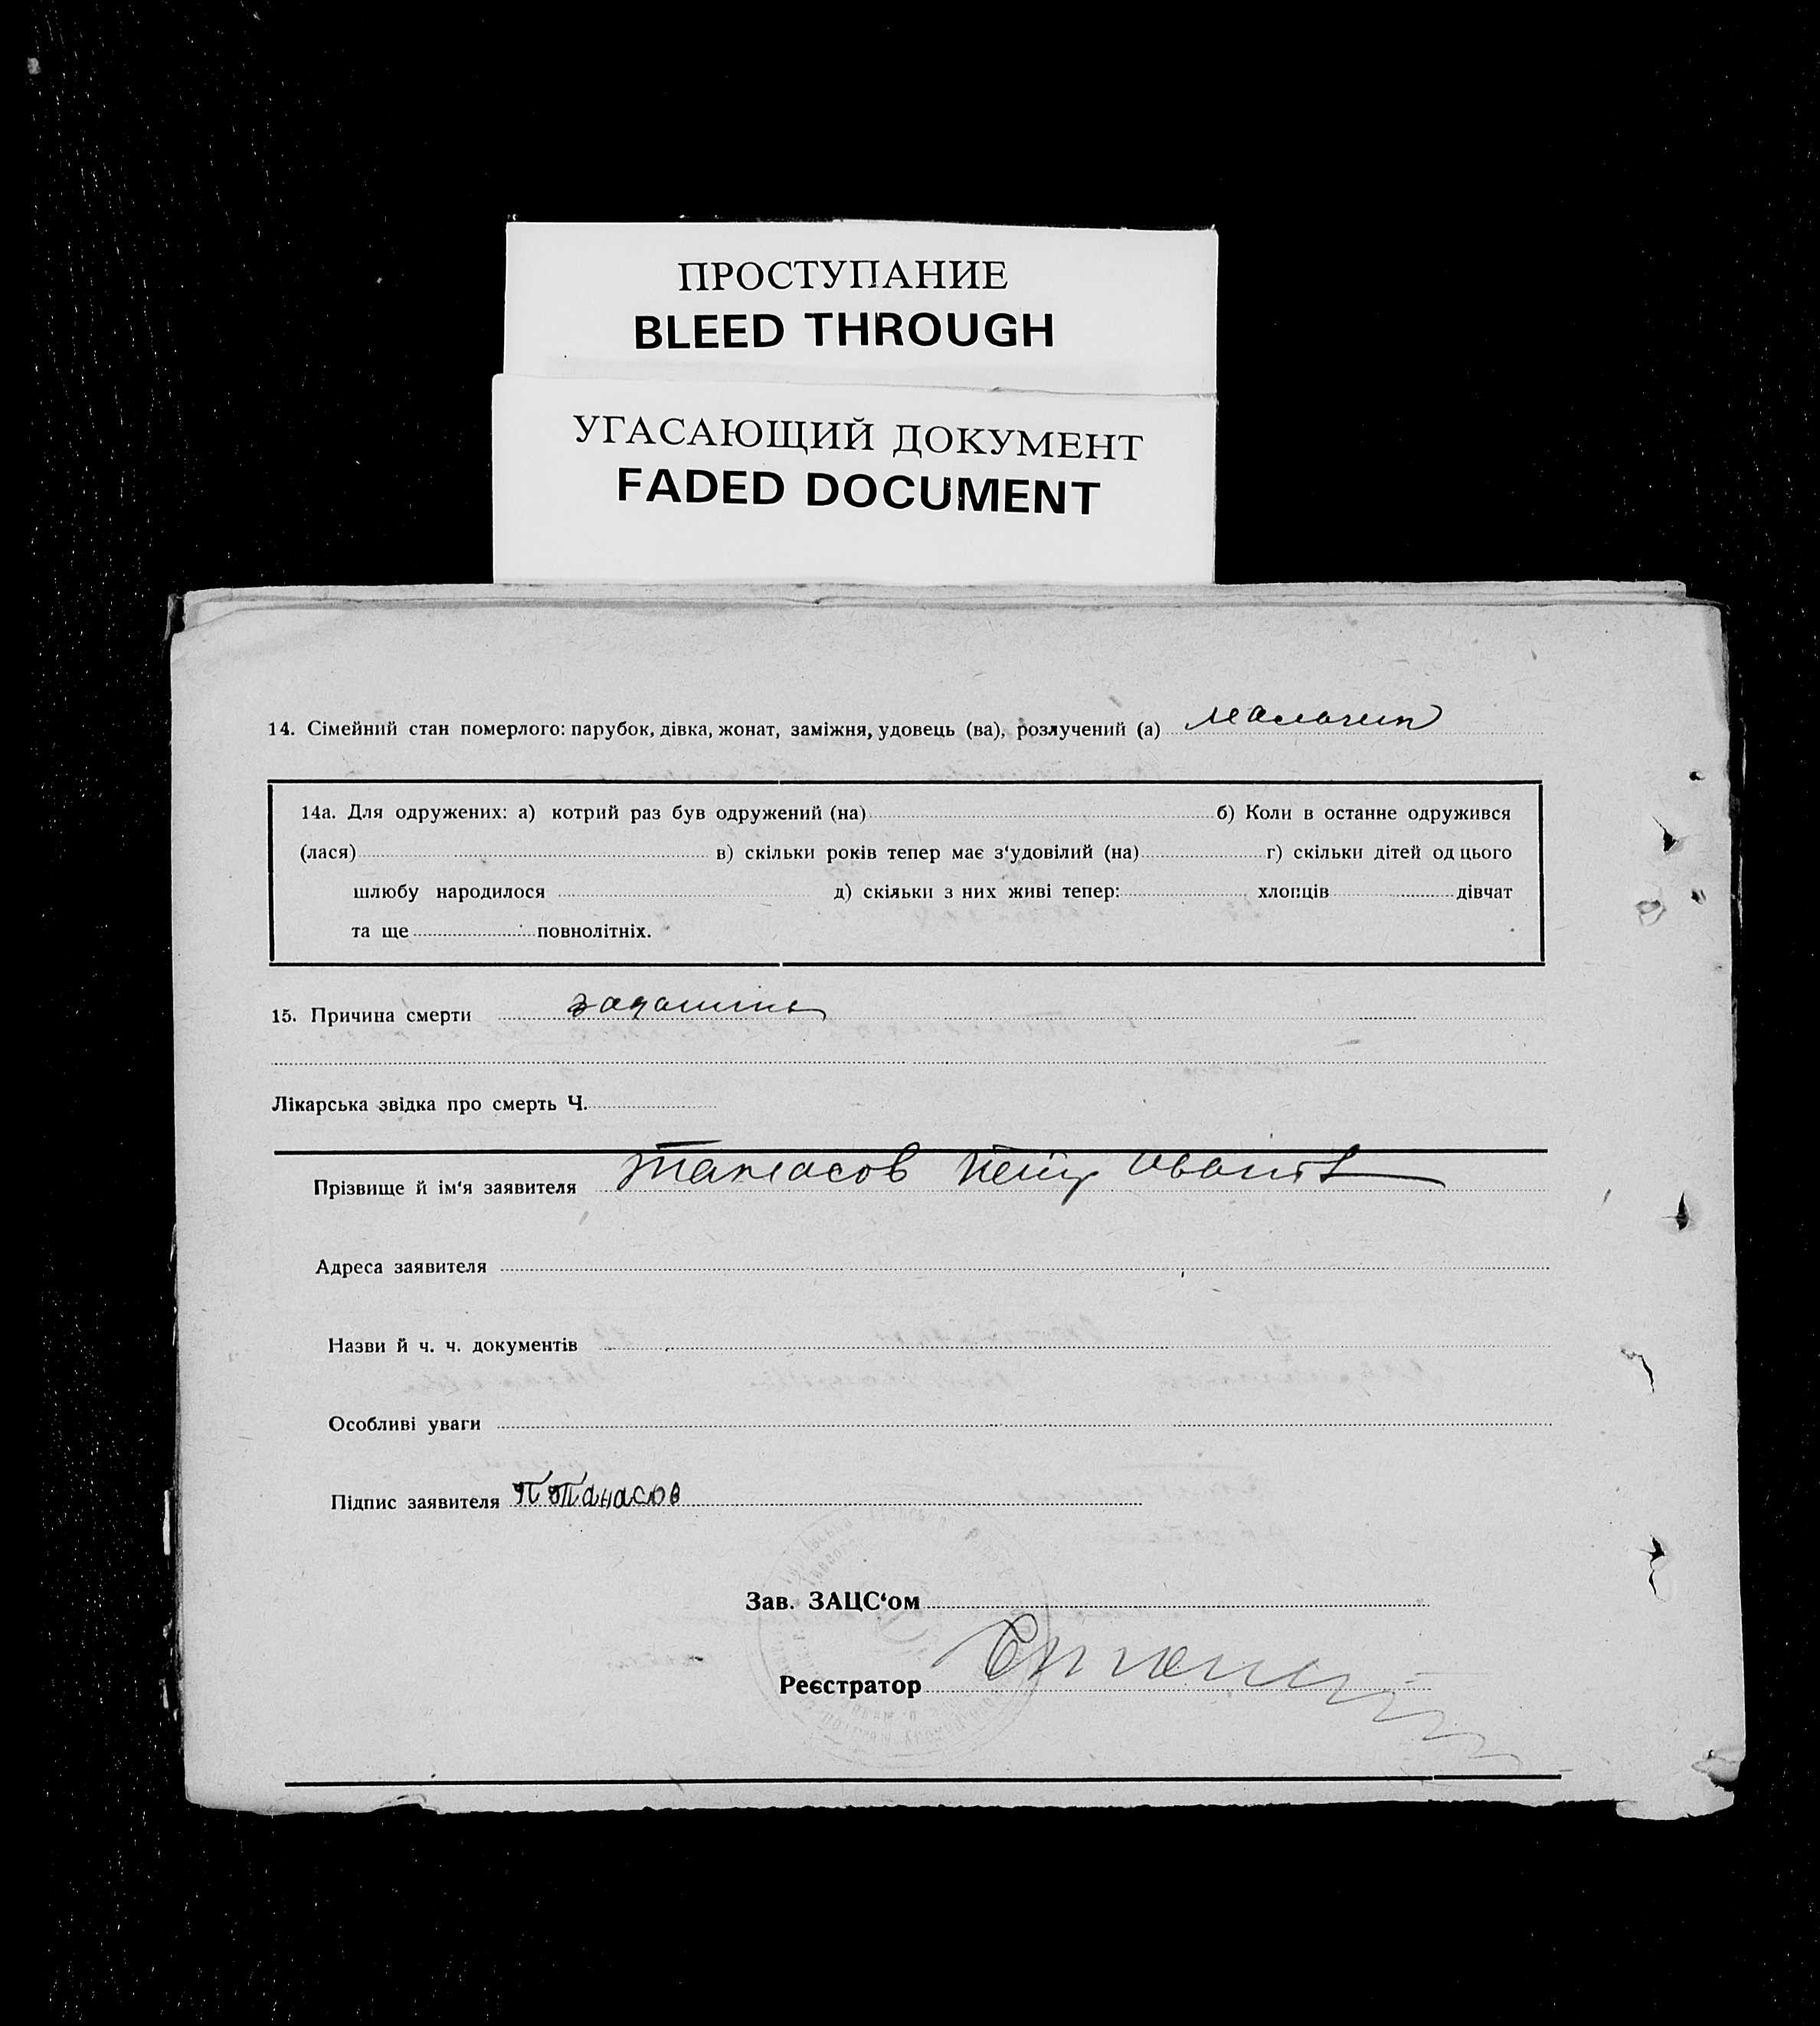 ПРОСТУПАНИЕ
BLEED THROUGH
УГАСАЮЩИЙ ДОКУМЕНТ
FADED DOCUMENT
14. Сімейний стан померлого: парубок, дівка, жонат, заміжня, удовець (ва), розлучений (а)
14а. Для одружених: а) котрий раз був одружений (на) б) Коли в останне одружився
(лася) в) скільки років тепер має з‘удовілий (на) г) скільки дітей од цього
шлюбу народилося д) скільки з них живі тепер: хлопців дівчат
та ще повнолітніх.
15. Причина смерти
Лікарська звідка про смерть Ч.
Прізвище й ім‘я заявителя Танасов Петр
Адреса заявителя
Назви й ч. ч. документів
Особливі уваги
Підпис заявителя П Танасов
Зав. ЗАЦС‘ом
Реєстратор